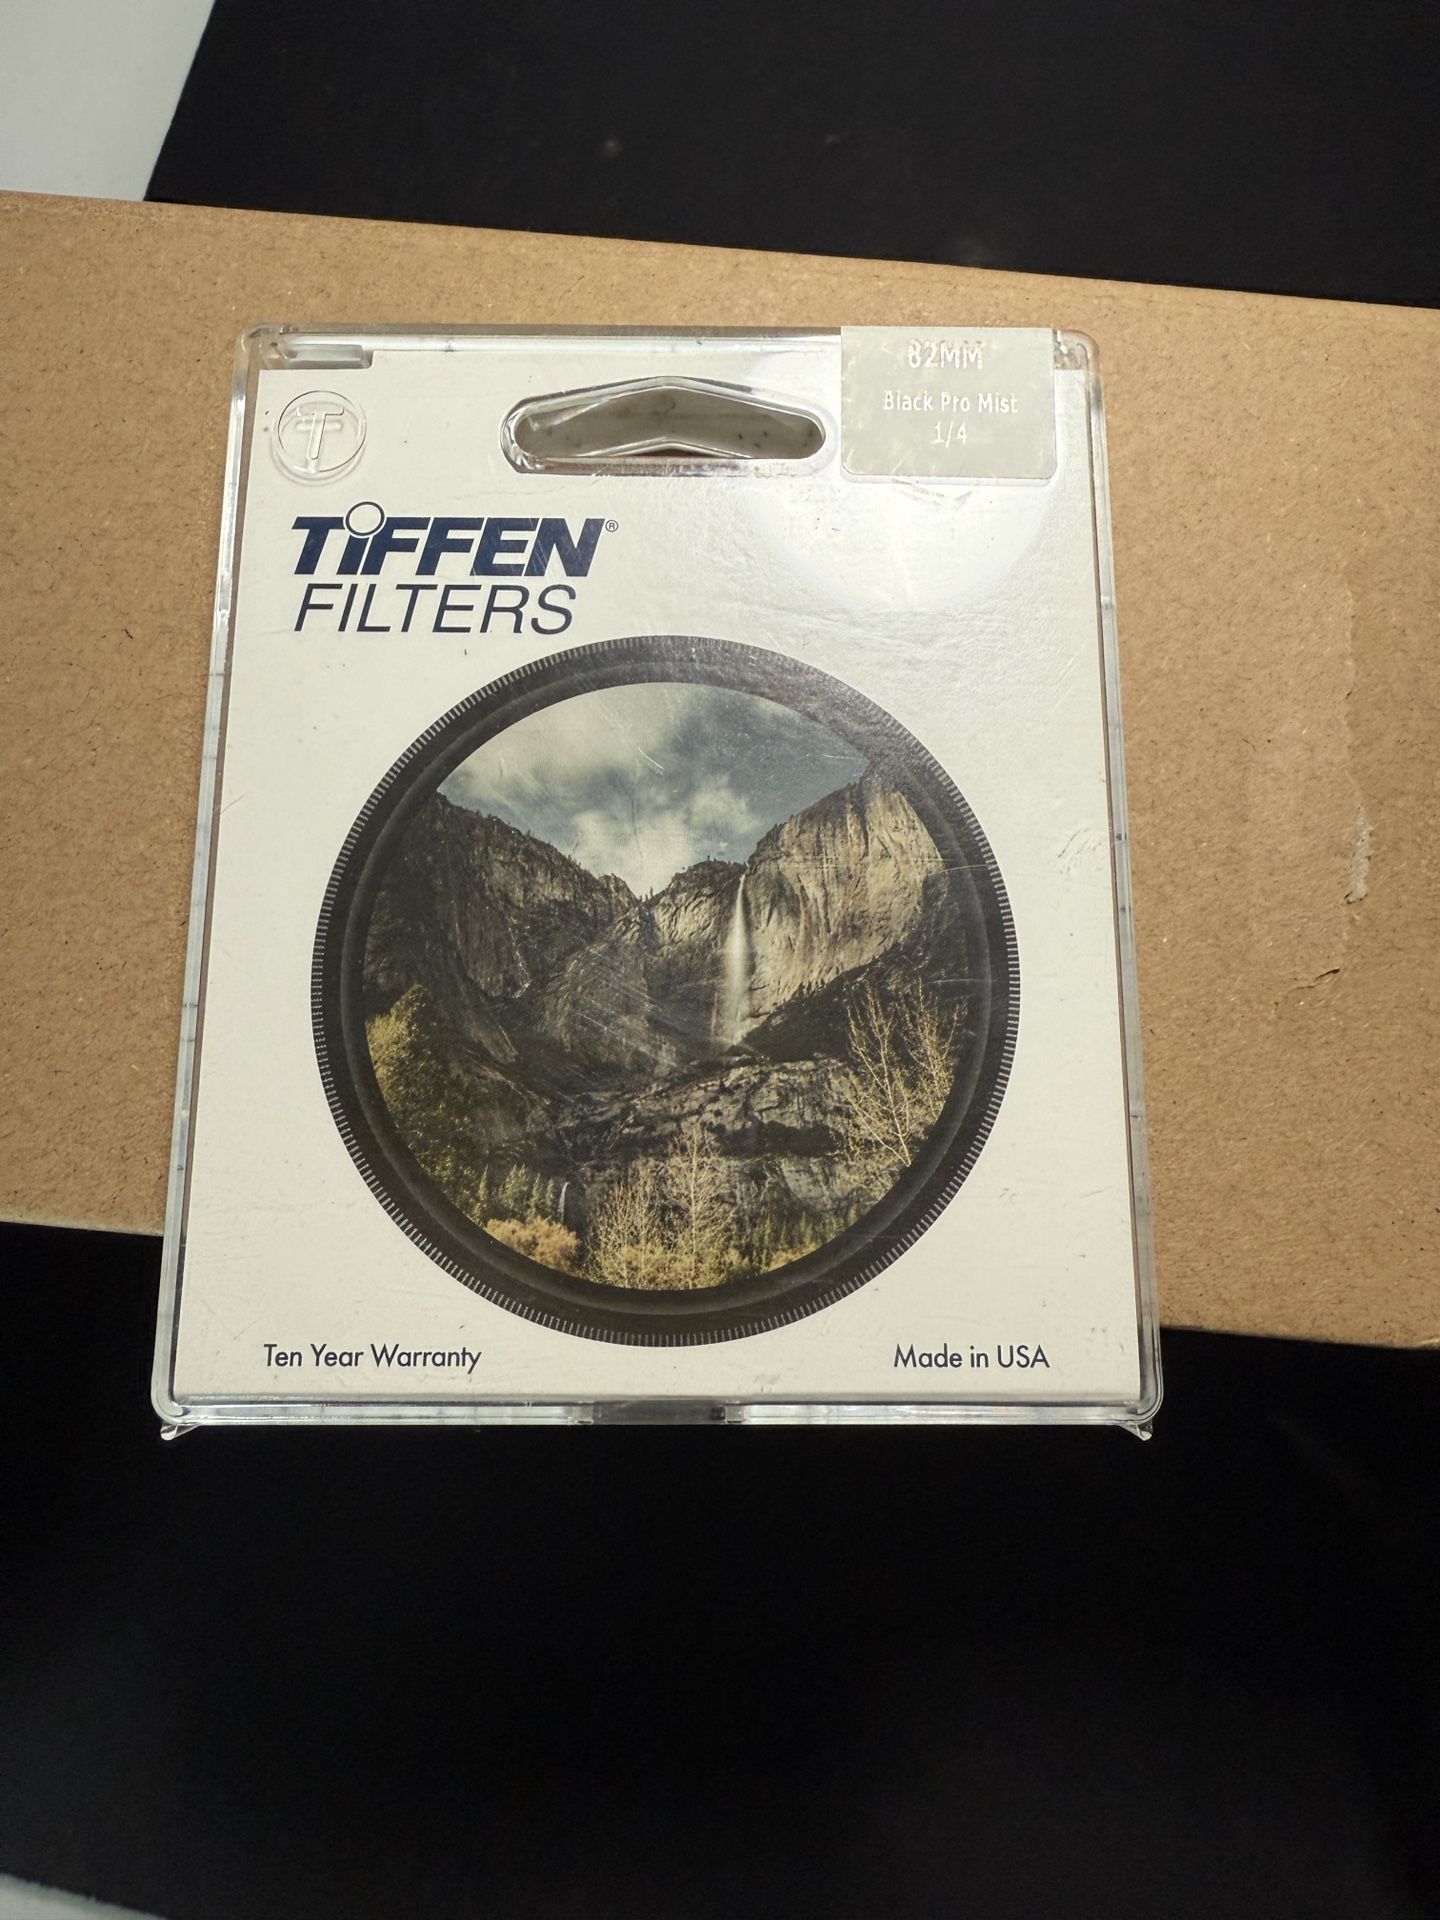 82MM
Black Pro Mist
1/4
T
TiFFEN®
FILTERS
Ten Year Warranty
Made in USA